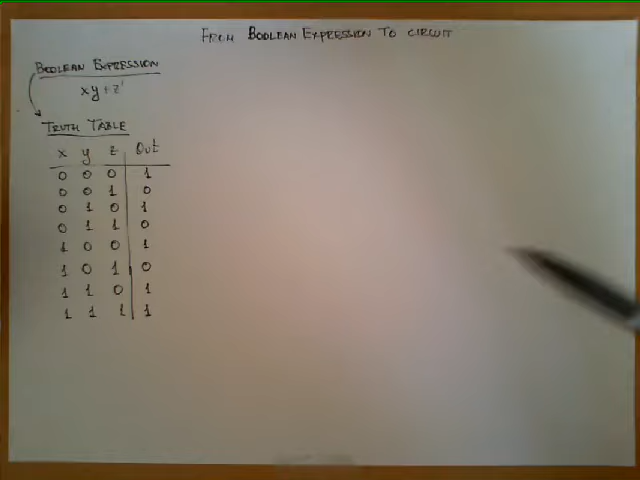 FROM BOOLEAN EXPRESSION TO CIRCUIT
BOOLEAN EXPRESSION
xy + z'
TRUTH TABLE
x y z Out
0 0 0 1
0 0 1 0
0 1 0 1
0 1 1 0
1 0 0 1
1 0 1 0
1 1 0 1
1 1 1 1